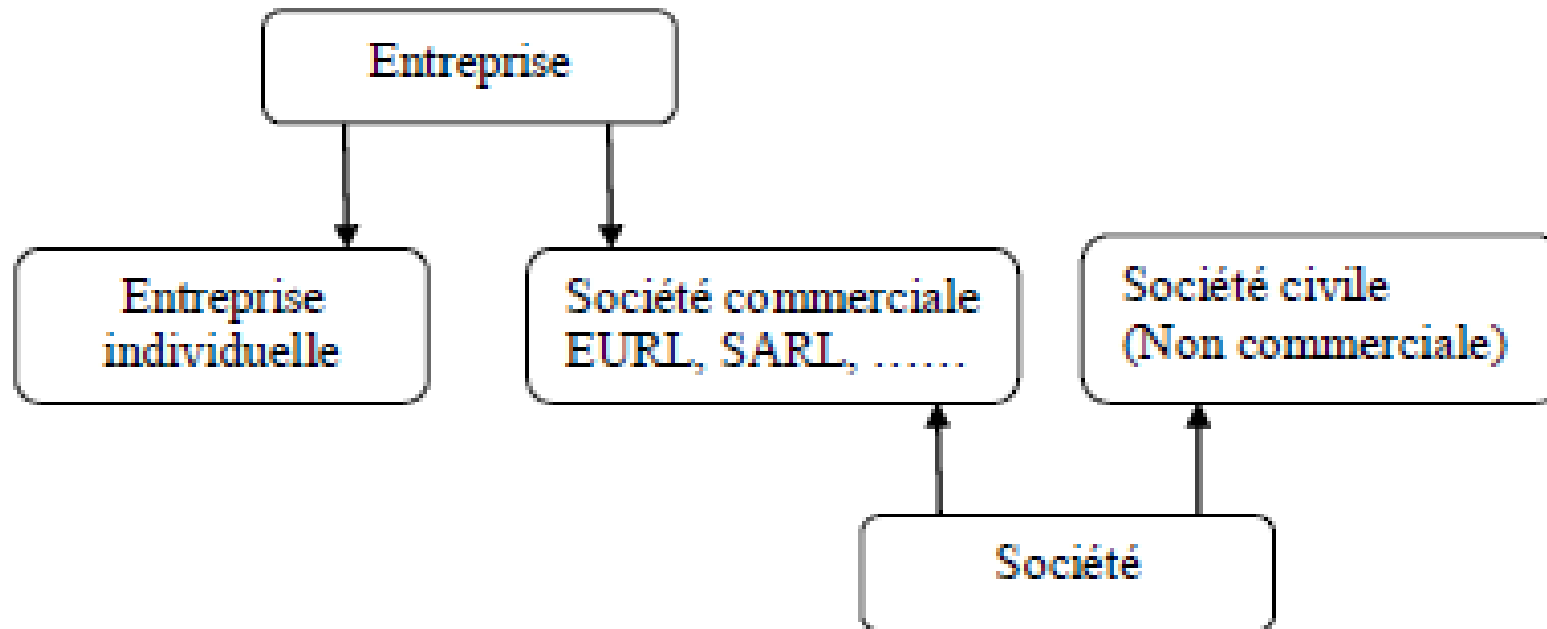 Entreprise
Entreprise
individuelle
Société commerciale
EURL, SARL, ......
Société civile
(Non commerciale)
Société